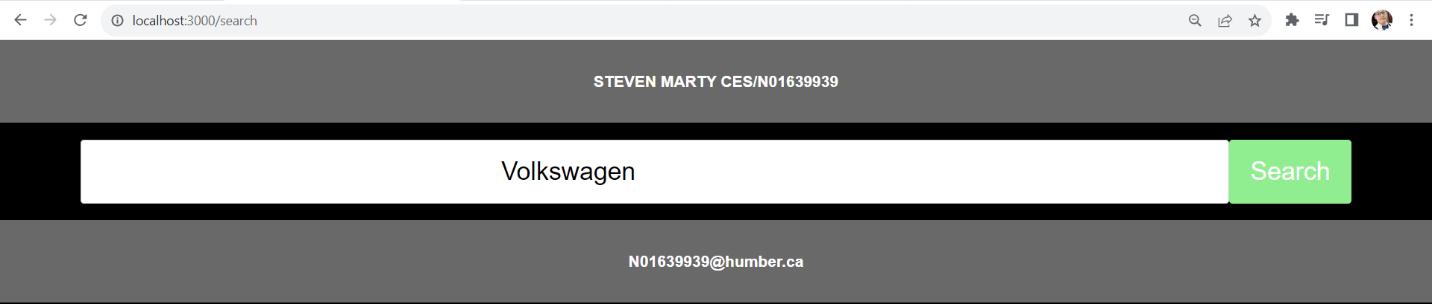 localhost:3000/search
STEVEN MARTY CES/N01639939
Volkswagen Search
N01639939@humber.ca